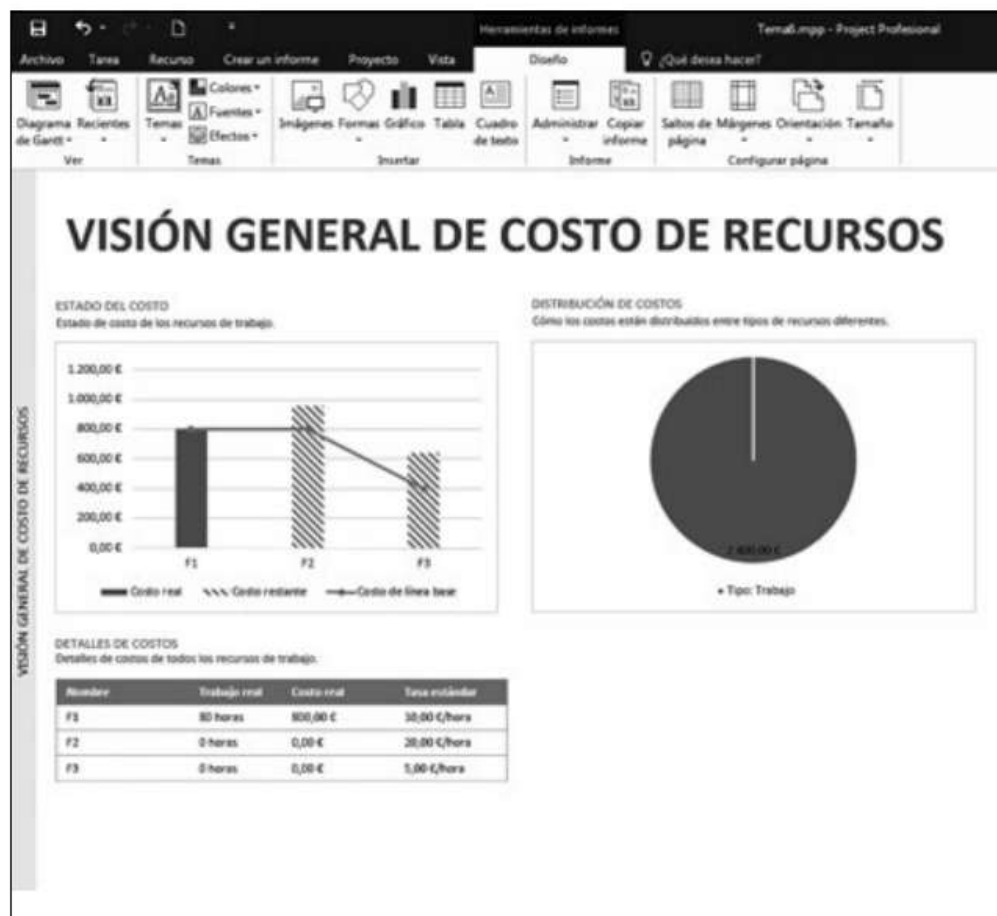 Herramientas de informes Tema6.mpp - Project Profesional
Archivo Tarea Recurso Crear un informe Proyecto Vista Diseño ¿Qué desea hacer?
Diagrama de Gantt Recientes Temas Colores Fuentes Efectos Imágenes Formas Gráfico Tabla Cuadro de texto Administrar Copiar informe Saltos de página Márgenes Orientación Tamaño
Ver Temas Insertar Informe Configurar página
VISIÓN GENERAL DE COSTO DE RECURSOS
VISIÓN GENERAL DE COSTO DE RECURSOS
ESTADO DEL COSTO
Estado de costo de los recursos de trabajo.
1.200,00 €
1.000,00 €
800,00 €
600,00 €
400,00 €
200,00 €
0,00 €
F1 F2 F3
Costo real Costo restante Costo de línea base
DISTRIBUCIÓN DE COSTOS
Cómo los costos están distribuidos entre tipos de recursos diferentes.
2.400,00 €
Tipo: Trabajo
DETALLES DE COSTOS
Detalles de costos de todos los recursos de trabajo.
Nombre Trabajo real Costo real Tasa estándar
F1 80 horas 800,00 € 10,00 €/hora
F2 0 horas 0,00 € 20,00 €/hora
F3 0 horas 0,00 € 5,00 €/hora